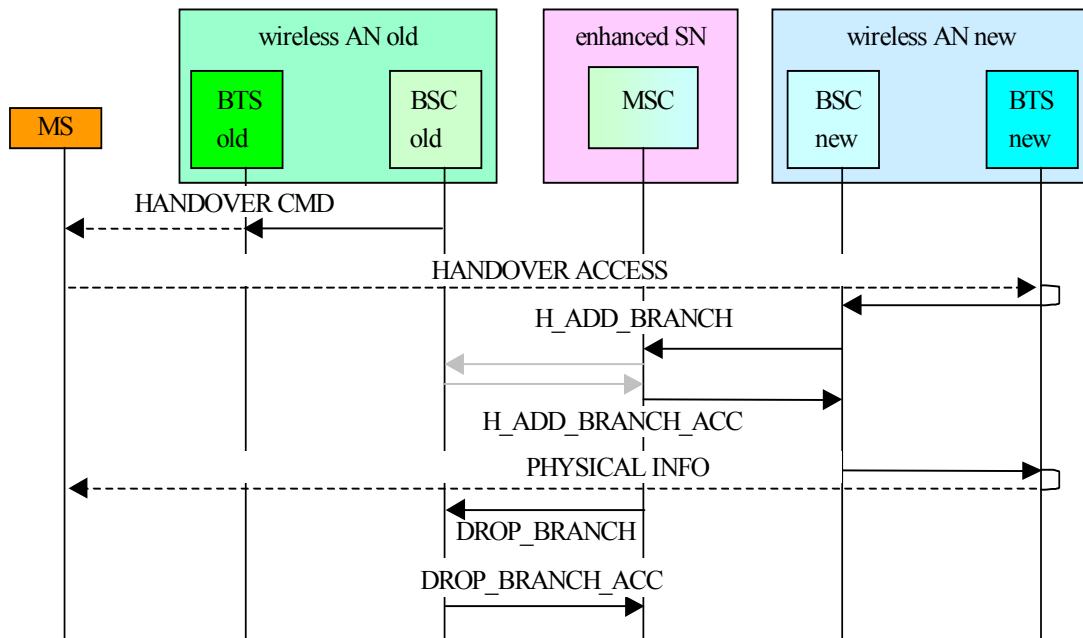 wireless AN old
enhanced SN
wireless AN new
MS
BTS
old
BSC
old
MSC
BSC
new
BTS
new
HANDOVER CMD
HANDOVER ACCESS
H_ADD_BRANCH
H_ADD_BRANCH_ACC
PHYSICAL INFO
DROP_BRANCH
DROP_BRANCH_ACC